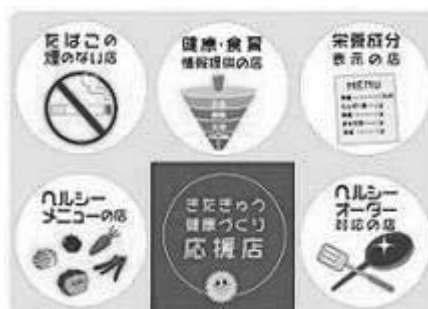 たばこの
煙のない店
健康・食育
情報提供の店
栄養成分
表示の店
MENU
ヘルシー
メニューの店
きたきゅう
健康づくり
応援店
ヘルシー
オーダー
対応の店